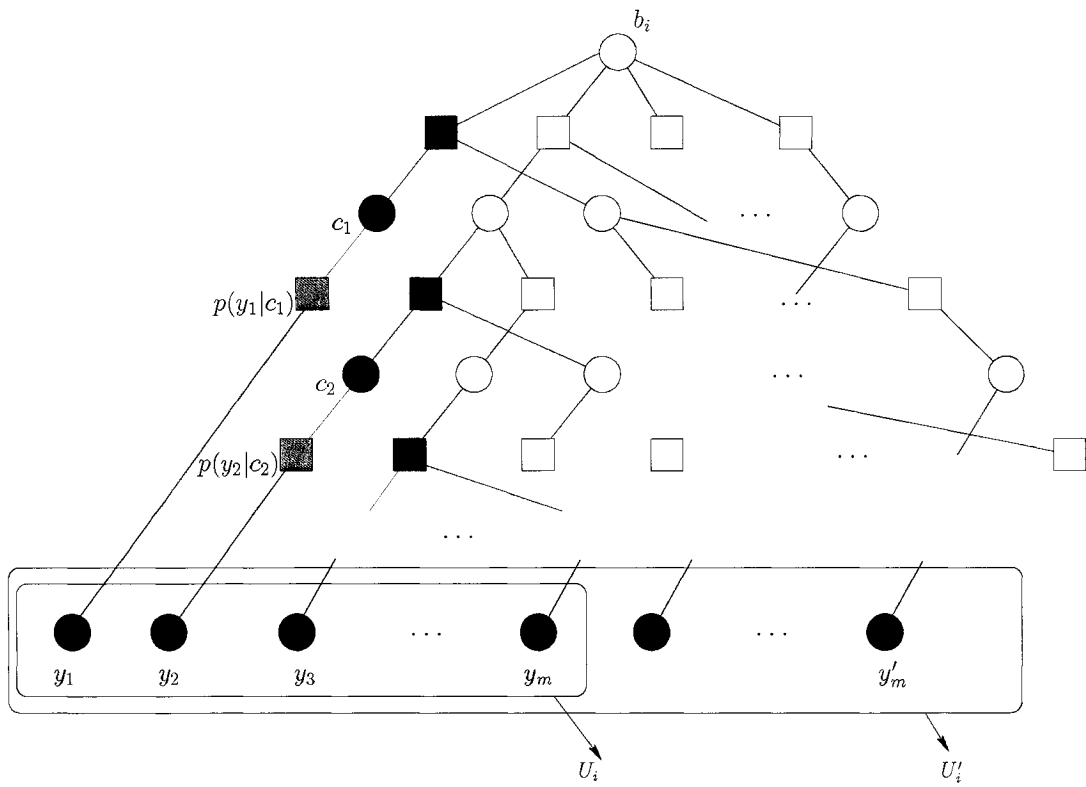 b_i
c_1
. . .
p(y_1|c_1)
. . .
c_2
. . .
p(y_2|c_2)
. . .
. . .
. . .
. . .
y_1 y_2 y_3 y_m y'_m
U_i U'_i